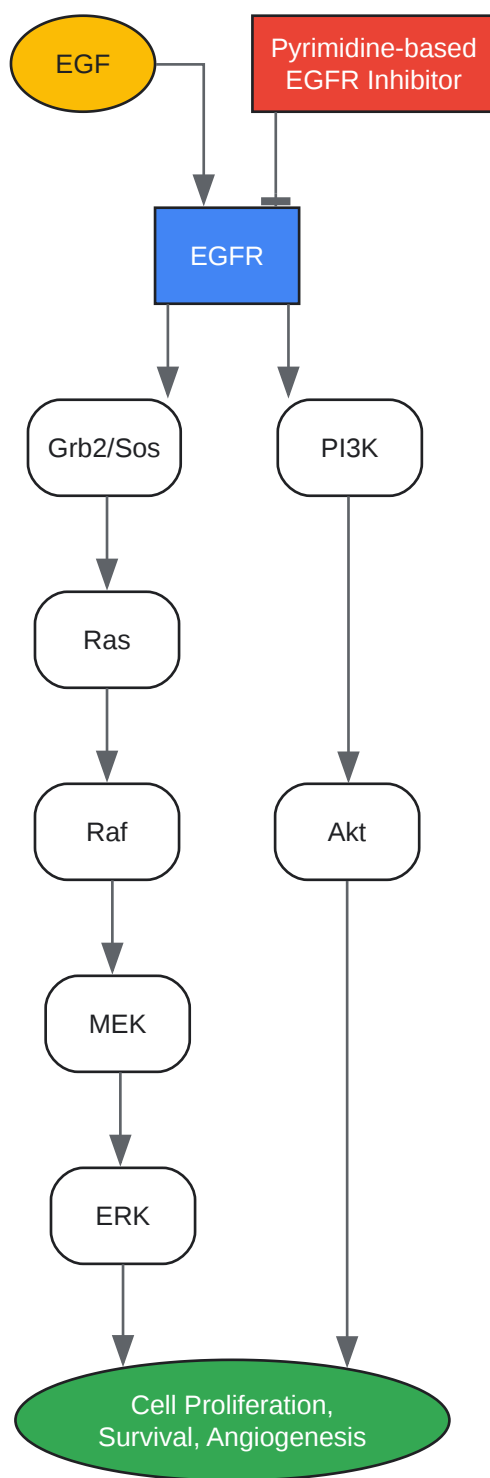 EGF
Pyrimidine-based
EGFR Inhibitor
EGFR
Grb2/Sos
PI3K
Ras
Raf
Akt
MEK
ERK
Cell Proliferation,
Survival, Angiogenesis